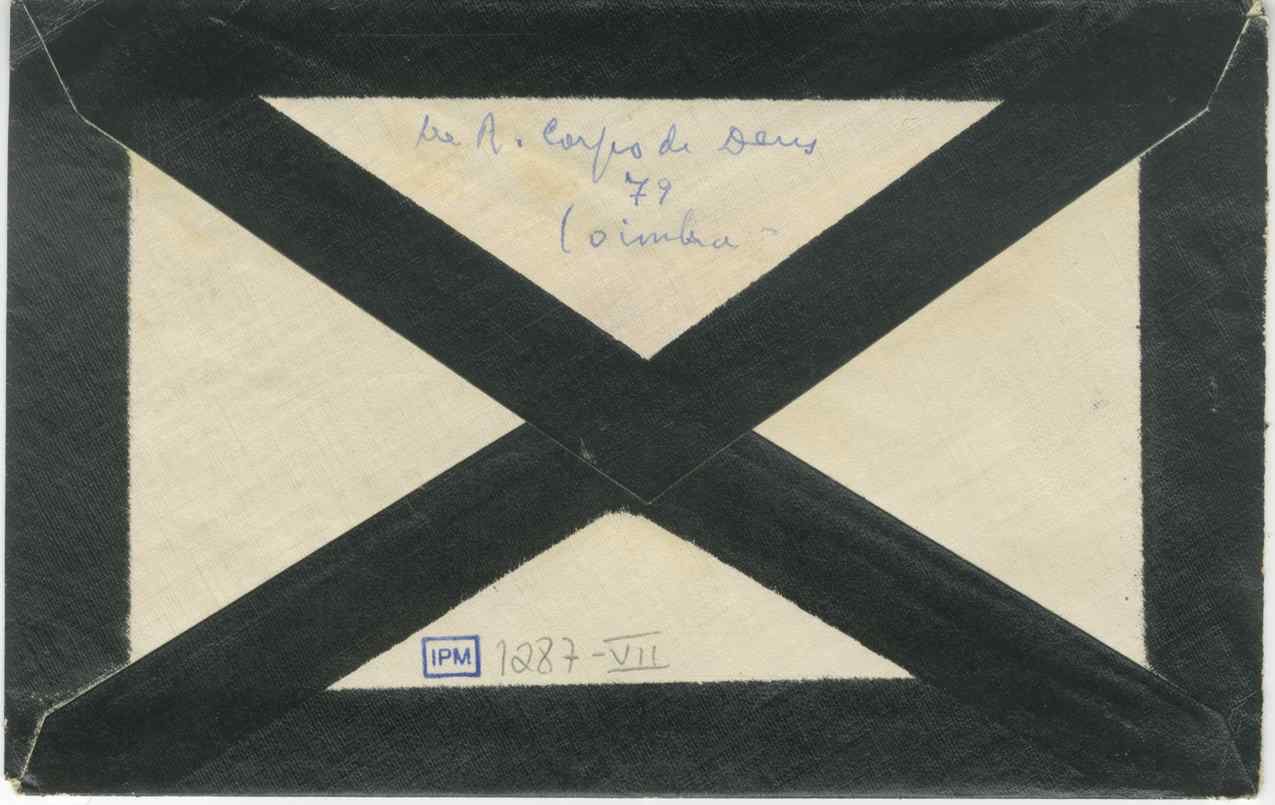 R. Corpo de Deus
79
Coimbra -
IPM 1287-VII